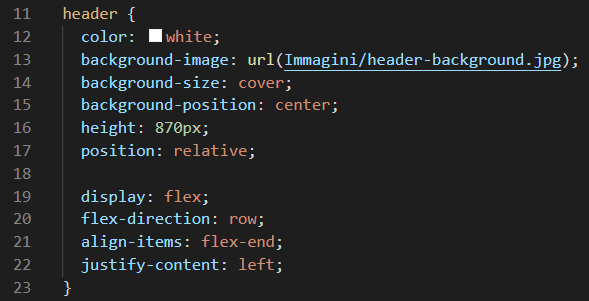 11 header {
12 color: white;
13 background-image: url(Immagini/header-background.jpg);
14 background-size: cover;
15 background-position: center;
16 height: 870px;
17 position: relative;
18
19 display: flex;
20 flex-direction: row;
21 align-items: flex-end;
22 justify-content: left;
23 }